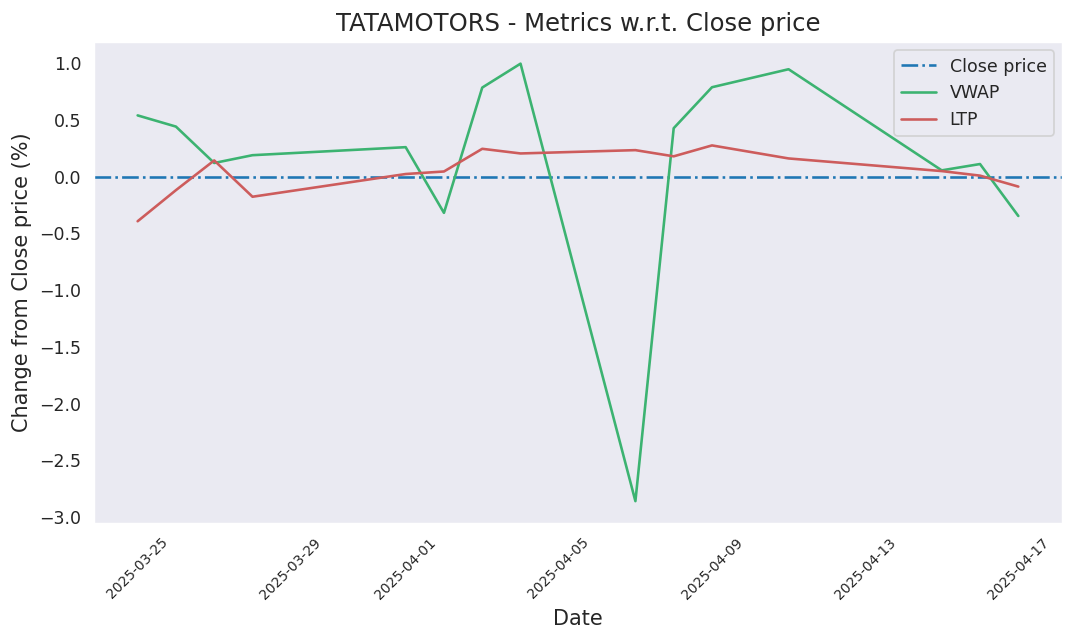 TATAMOTORS - Metrics w.r.t. Close price
Close price
VWAP
LTP
Change from Close price (%)
1.0
0.5
0.0
−0.5
−1.0
−1.5
−2.0
−2.5
−3.0
2025-03-25
2025-03-29
2025-04-01
2025-04-05
2025-04-09
2025-04-13
2025-04-17
Date